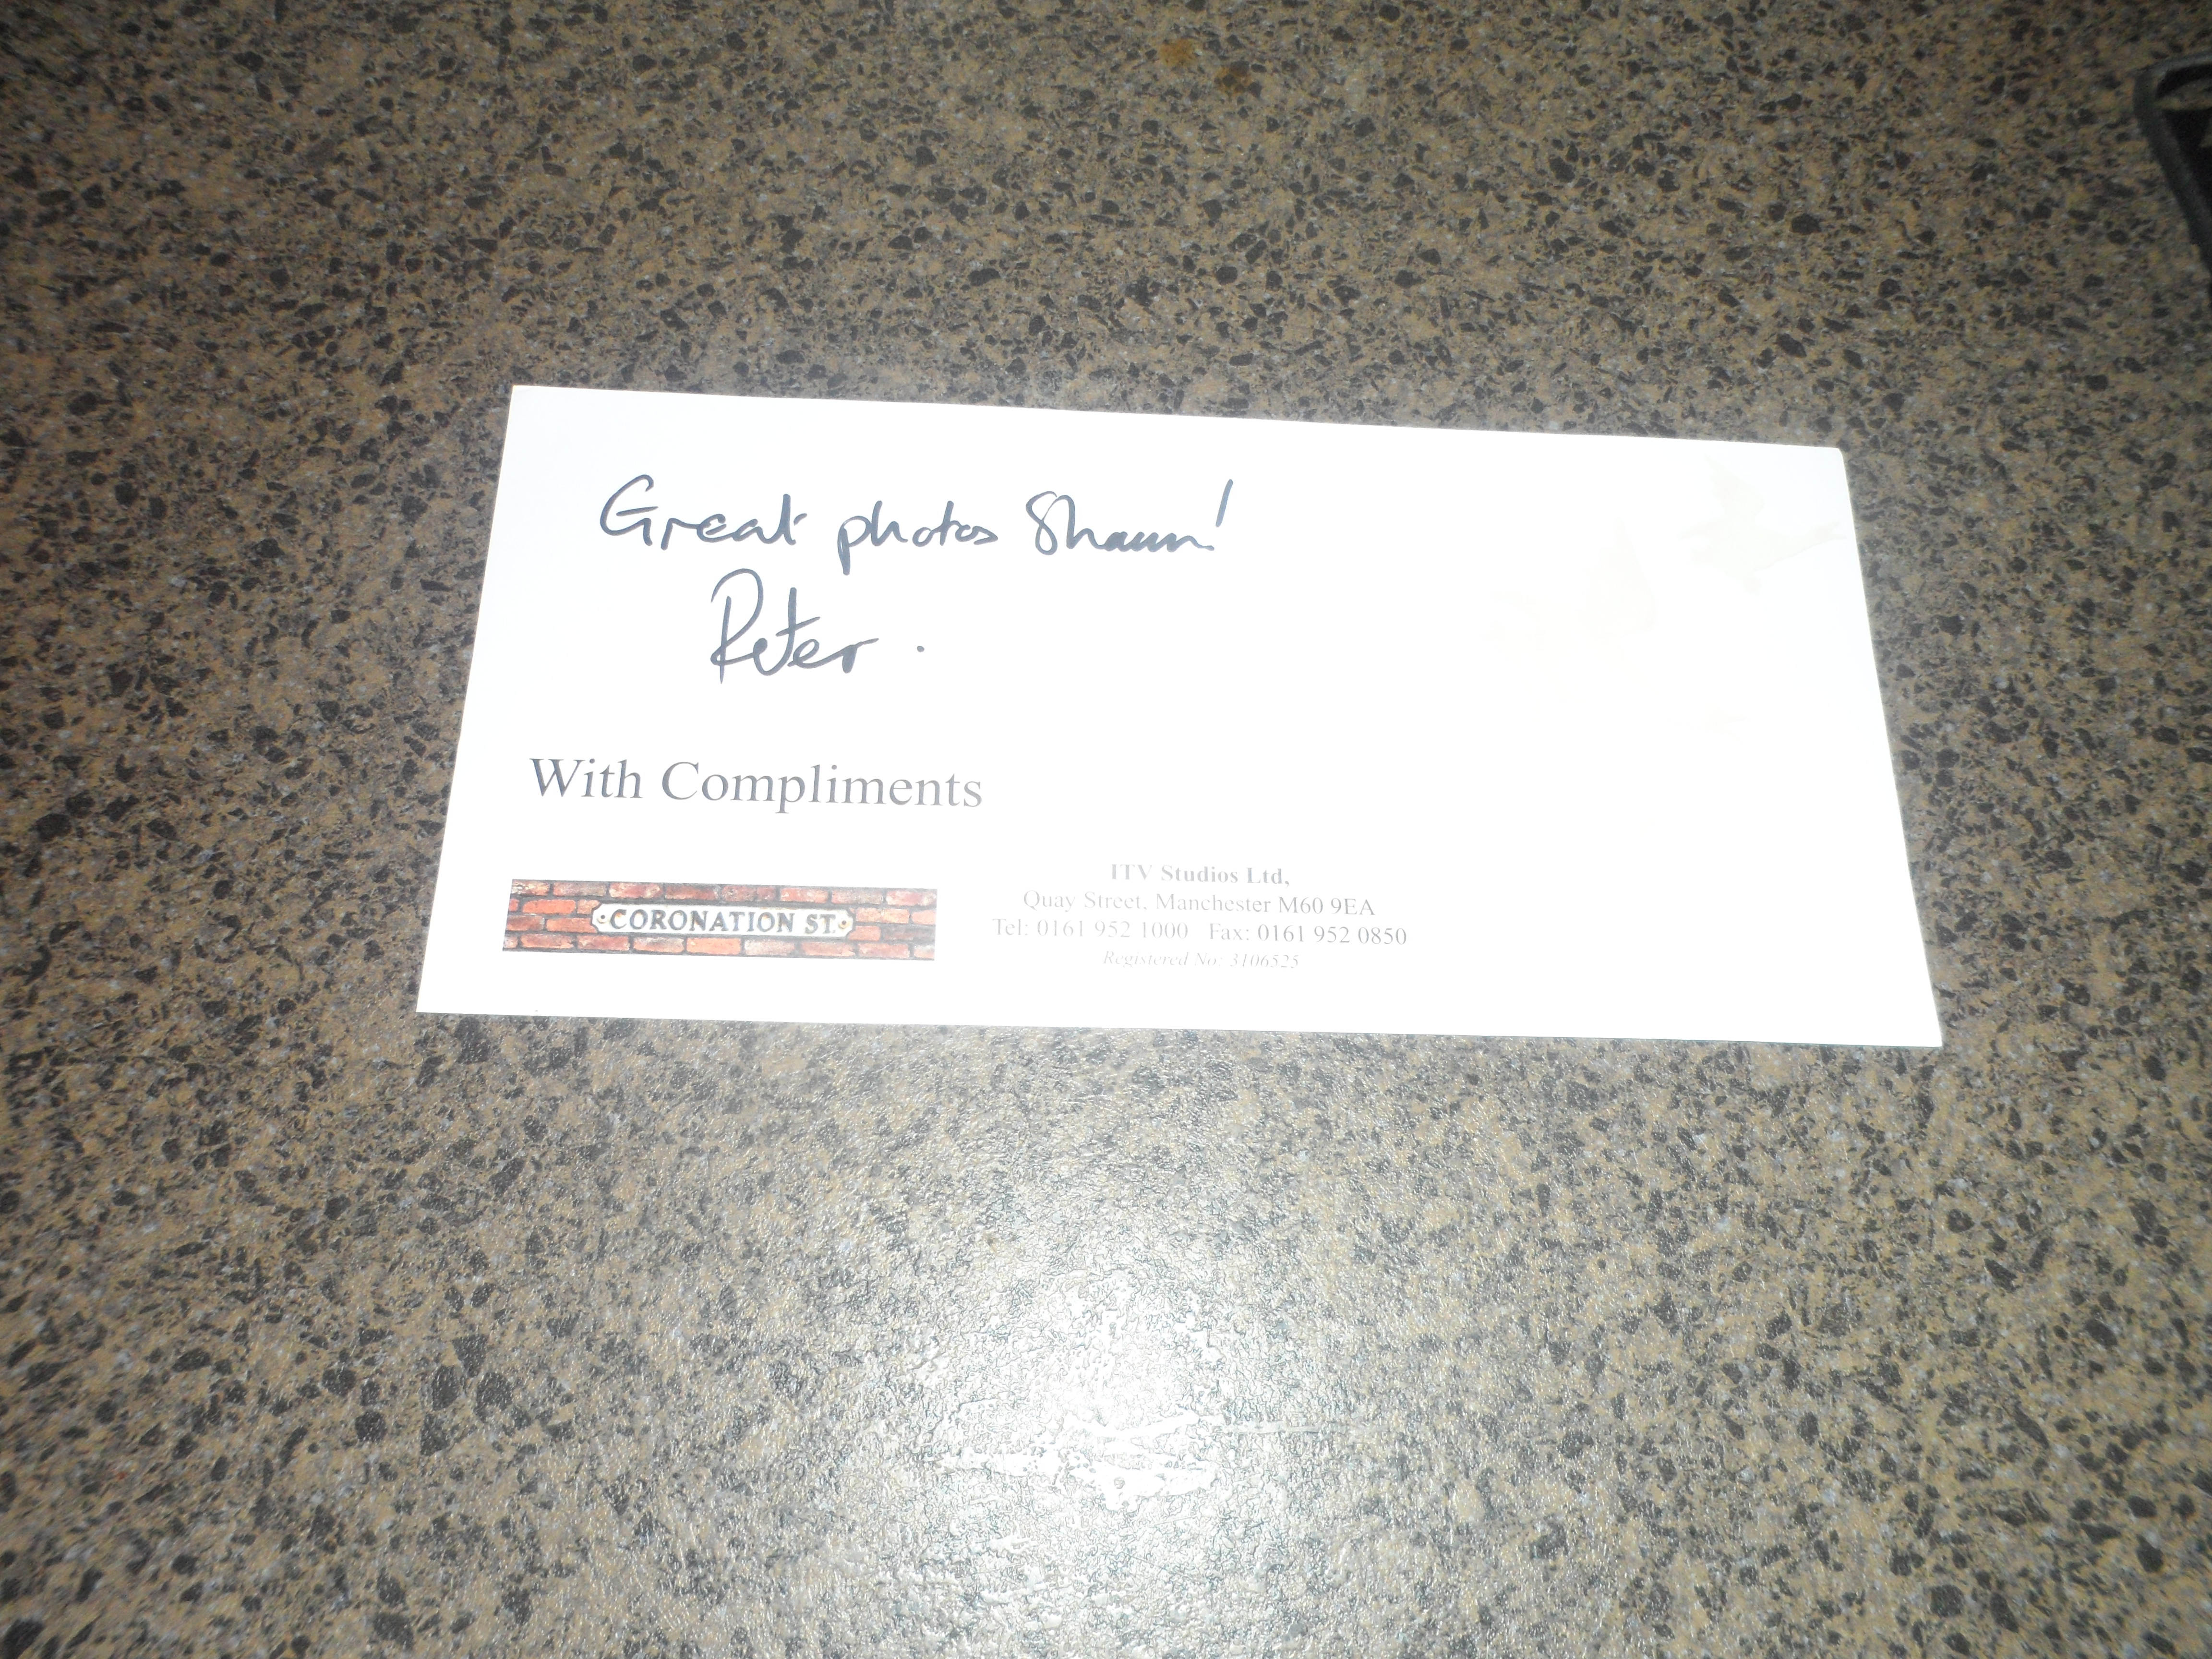 Great photos Shaun!
Peter.
With Compliments
CORONATION ST.
ITV Studios Ltd,
Quay Street, Manchester M60 9EA
Tel: 0161 952 1000 Fax: 0161 952 0850
Registered No: 3106525